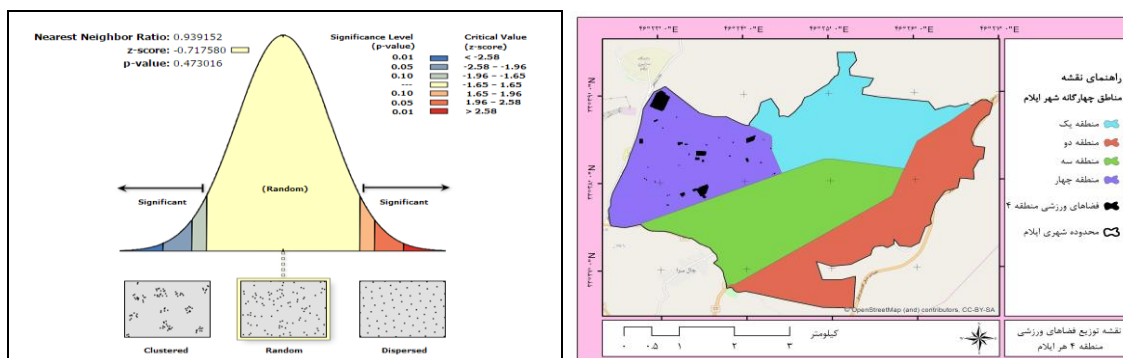 Nearest Neighbor Ratio: 0.939152
z-score: -0.717580
p-value: 0.473016
Significance Level (p-value)
Critical Value (z-score)
0.01 < -2.58
0.05 -2.58 - -1.96
0.10 -1.96 - -1.65
--- -1.65 - 1.65
0.10 1.65 - 1.96
0.05 1.96 - 2.58
0.01 > 2.58
(Random)
Significant
Significant
Clustered
Random
Dispersed
راهنمای نقشه
مناطق چهارگانه شهر ایلام
منطقه یک
منطقه دو
منطقه سه
منطقه چهار
فضاهای ورزشی منطقه ۴
محدوده شهری ایلام
© OpenStreetMap (and) contributors, CC-BY-SA
کیلومتر
۰ ۰.۵ ۱ ۲ ۳
نقشه توزیع فضاهای ورزشی
منطقه ۴ هر ایلام